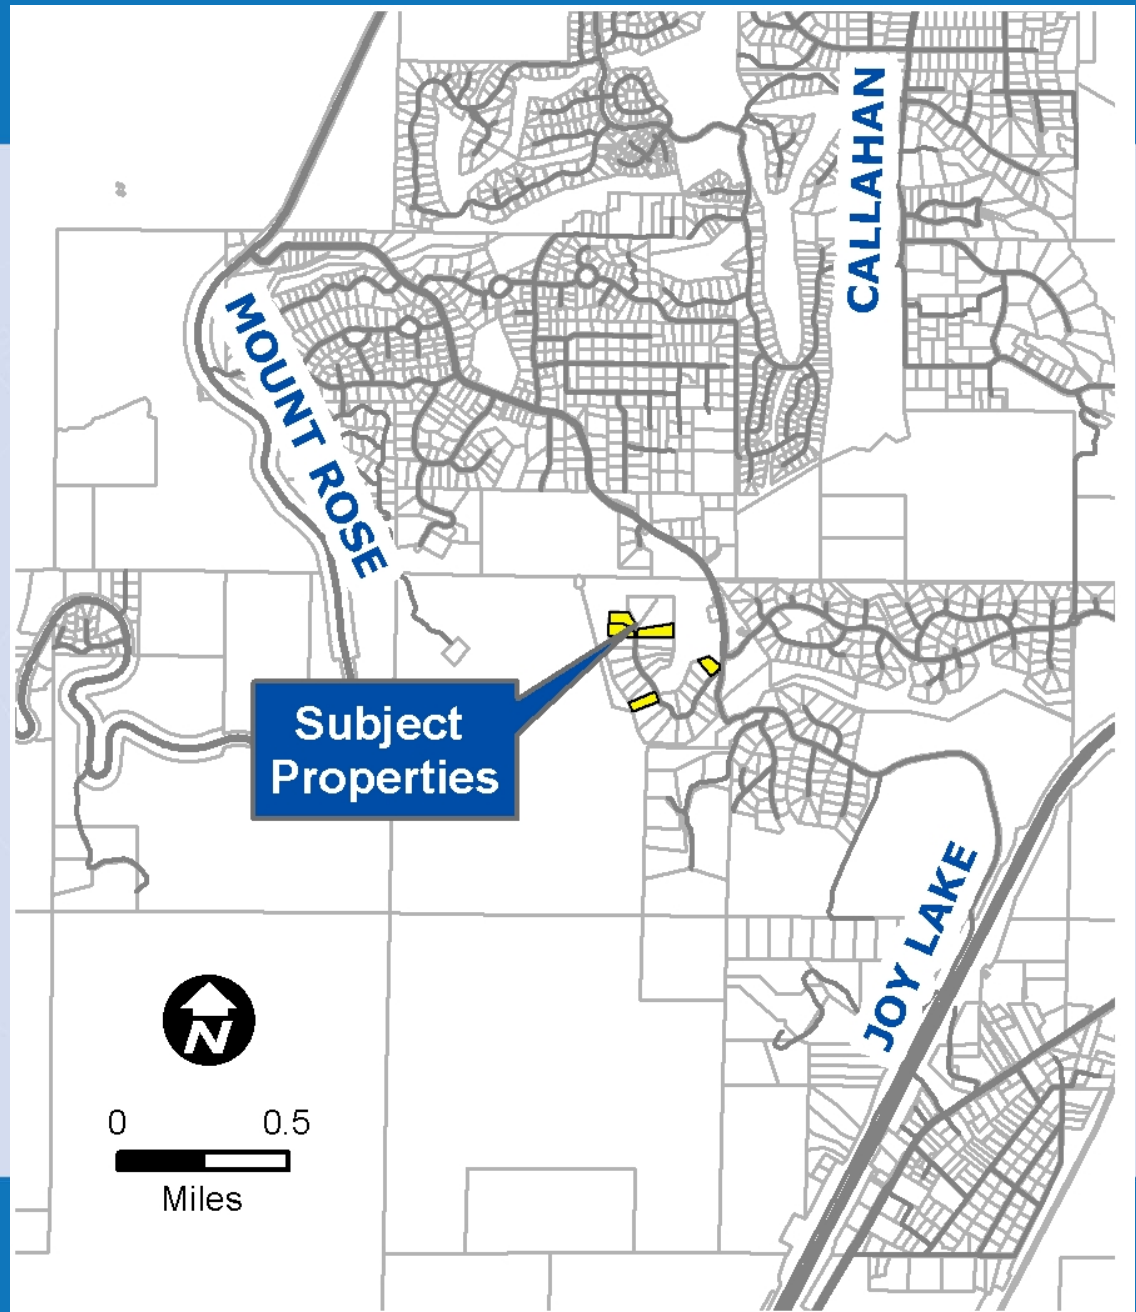 CALLAHAN
MOUNT ROSE
Subject
Properties
JOY LAKE
N
0 0.5
Miles